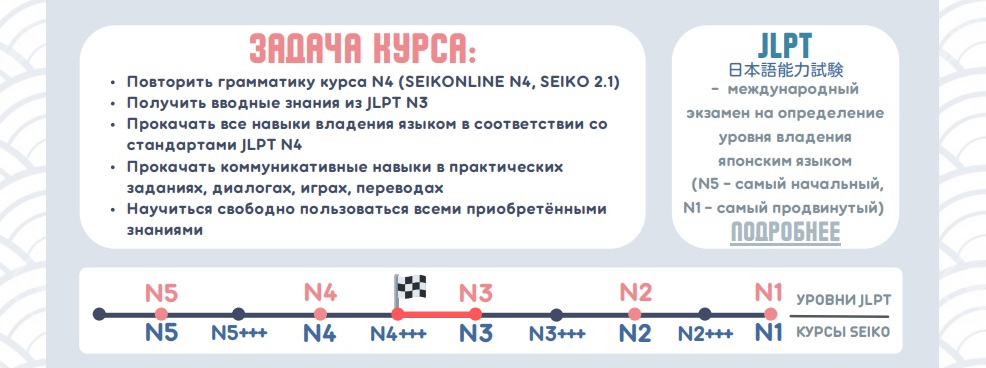 ЗАДАЧА КУРСА:
• Повторить грамматику курса N4 (SEIKONLINE N4, SEIKO 2.1)
• Получить вводные знания из JLPT N3
• Прокачать все навыки владения языком в соответствии со
стандартами JLPT N4
• Прокачать коммуникативные навыки в практических
заданиях, диалогах, играх, переводах
• Научиться свободно пользоваться всеми приобретёнными
знаниями
JLPT
日本語能力試験
- международный
экзамен на определение
уровня владения
японским языком
(N5 - самый начальный,
N1 - самый продвинутый)
ПОДРОБНЕЕ
N5 N4 N3 N2 N1 УРОВНИ JLPT
N5 N5+++ N4 N4+++ N3 N3+++ N2 N2+++ N1 КУРСЫ SEIKO